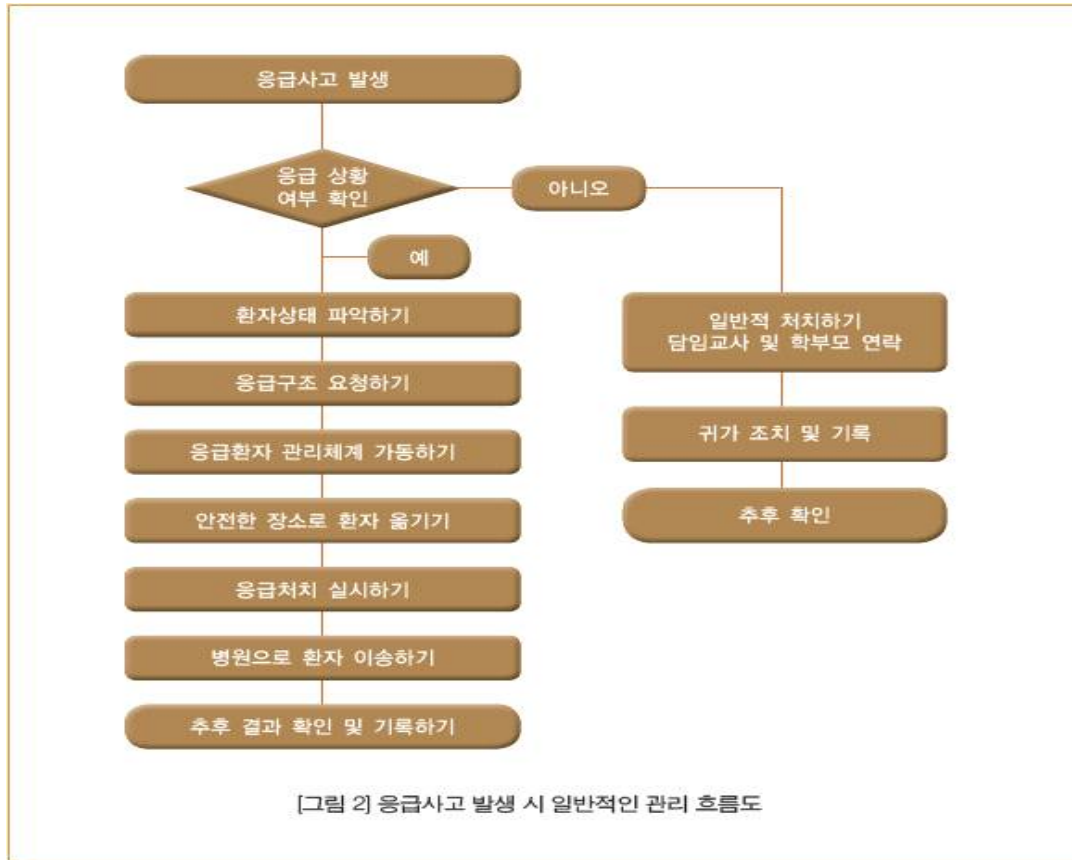 응급사고 발생
응급 상황
여부 확인
아니오
예
환자상태 파악하기
응급구조 요청하기
응급환자 관리체계 가동하기
안전한 장소로 환자 옮기기
응급처치 실시하기
병원으로 환자 이송하기
추후 결과 확인 및 기록하기
일반적 처치하기
담임교사 및 학부모 연락
귀가 조치 및 기록
추후 확인
[그림 2] 응급사고 발생 시 일반적인 관리 흐름도